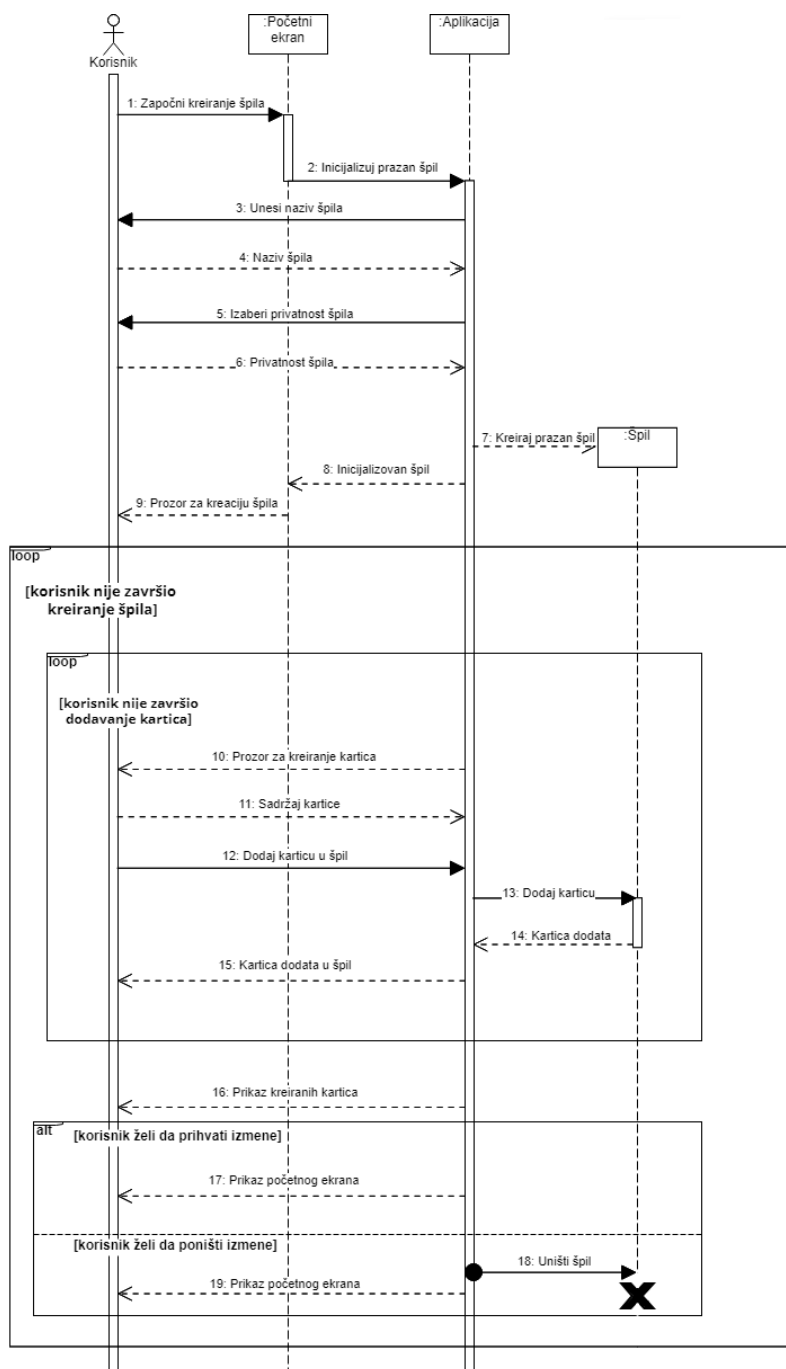 Korisnik
:Početni
ekran
:Aplikacija
1: Započni kreiranje špila
2: Inicijalizuj prazan špil
3: Unesi naziv špila
4: Naziv špila
5: Izaberi privatnost špila
6: Privatnost špila
7: Kreiraj prazan špil
:Špil
8: Inicijalizovan špil
9: Prozor za kreaciju špila
loop
[korisnik nije završio
kreiranje špila]
loop
[korisnik nije završio
dodavanje kartica]
10: Prozor za kreiranje kartica
11: Sadržaj kartice
12: Dodaj karticu u špil
13: Dodaj karticu
14: Kartica dodata
15: Kartica dodata u špil
16: Prikaz kreiranih kartica
alt
[korisnik želi da prihvati izmene]
17: Prikaz početnog ekrana
[korisnik želi da poništi izmene]
18: Uništi špil
19: Prikaz početnog ekrana